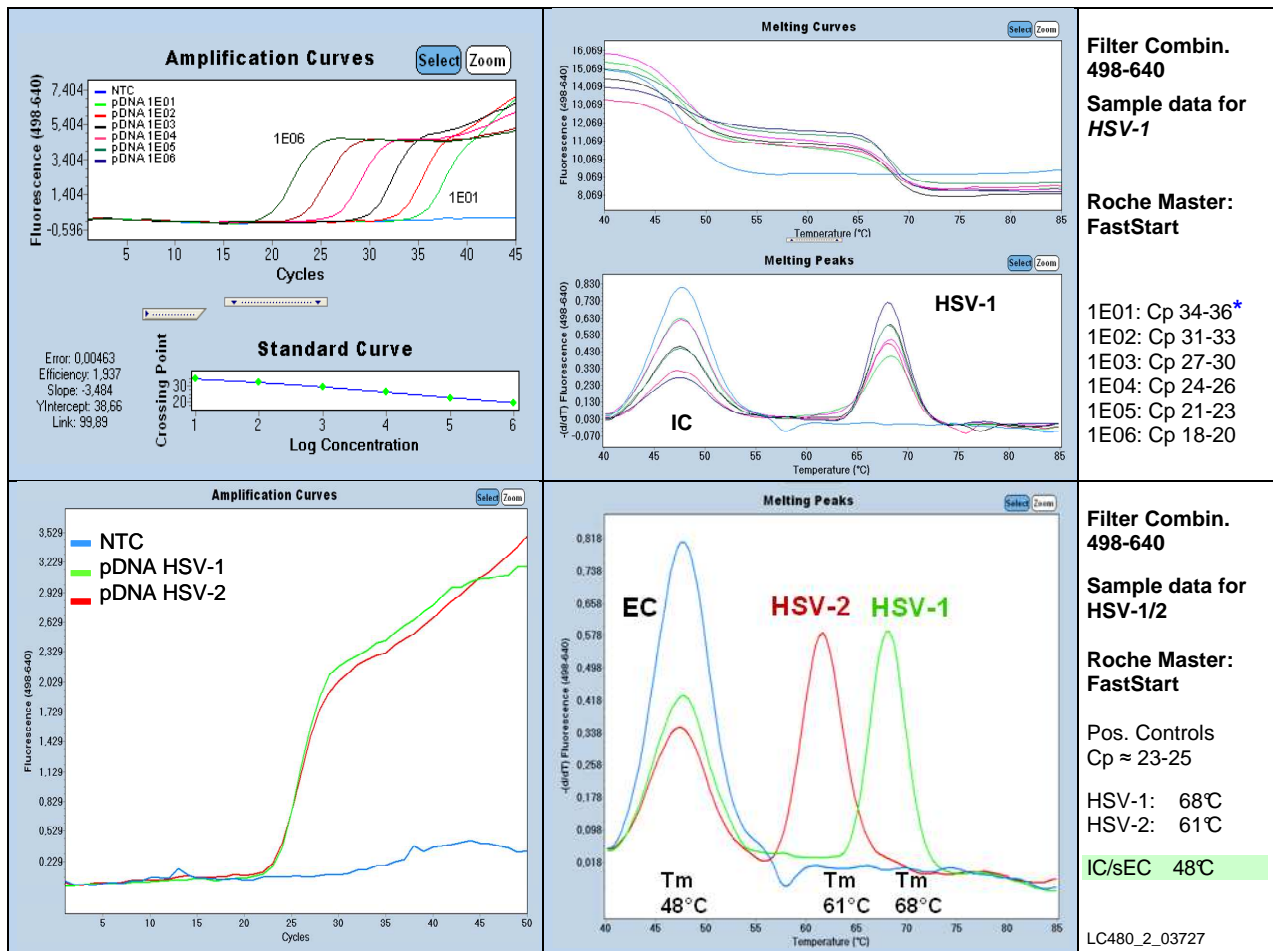 Amplification Curves
Select Zoom
Fluorescence (498-640)
7.404
5.404
3.404
1.404
-0.596
NTC
pDNA 1E01
pDNA 1E02
pDNA 1E03
pDNA 1E04
pDNA 1E05
pDNA 1E06
1E06
1E01
5 10 15 20 25 30 35 40 45
Cycles
Error: 0,00463
Efficiency: 1,937
Slope: -3,484
YIntercept: 38,66
Link: 99,89
Standard Curve
Crossing Point
30
20
1 2 3 4 5 6
Log Concentration
Melting Curves
Select Zoom
Fluorescence (498-640)
16,069
15,069
14,069
13,069
12,069
11,069
10,069
9.069
8.069
40 45 50 55 60 65 70 75 80 85
Temperature (°C)
Melting Peaks
Select Zoom
-(d/dT) Fluorescence (498-640)
0,830
0,730
0,630
0,530
0,430
0,330
0,230
0,130
0,030
-0,070
HSV-1
IC
40 45 50 55 60 65 70 75 80 85
Temperature (°C)
Filter Combin.
498-640
Sample data for
HSV-1
Roche Master:
FastStart
1E01: Cp 34-36*
1E02: Cp 31-33
1E03: Cp 27-30
1E04: Cp 24-26
1E05: Cp 21-23
1E06: Cp 18-20
Amplification Curves
Select Zoom
Fluorescence (498-640)
3,529
3,229
2,929
2,629
2,329
2,029
1,729
1,429
1,129
0,829
0,529
0.229
NTC
pDNA HSV-1
pDNA HSV-2
5 10 15 20 25 30 35 40 45 50
Cycles
Melting Peaks
Select Zoom
-(d/dT) Fluorescence (498-640)
0,818
0,738
0,658
0,578
0,498
0,418
0,338
0,258
0,178
0,098
0,018
EC
HSV-2 HSV-1
Tm Tm Tm
48°C 61°C 68°C
40 45 50 55 60 65 70 75 80 85
Temperature (°C)
Filter Combin.
498-640
Sample data for
HSV-1/2
Roche Master:
FastStart
Pos. Controls
Cp ≈ 23-25
HSV-1: 68°C
HSV-2: 61°C
IC/sEC 48°C
LC480_2_03727